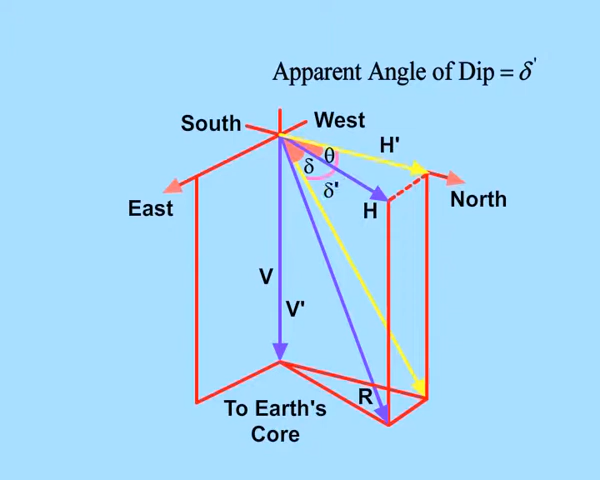 Apparent Angle of Dip = δ'
South
West
H'
θ
δ
δ'
North
East
H
V
V'
R
To Earth's
Core